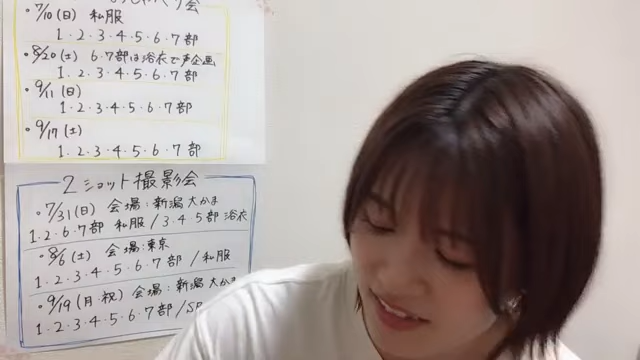 会
・7/10(日) 私服
1・2・3・4・5・6・7部
・8/20(土) 6・7部は浴衣で声企画
1・2・3・4・5・6・7部
・9/11(日)
1・2・3・4・5・6・7部
・9/17(土)
1・2・3・4・5・6・7部
2ショット撮影会
・7/31(日) 会場:新潟 大かま
1・2・6・7部 私服/3・4・5部 浴衣
・8/6(土) 会場:東京
1・2・3・4・5・6・7部/私服
・9/19(月・祝) 会場:新潟 大かま
1・2・3・4・5・6・7部/SP